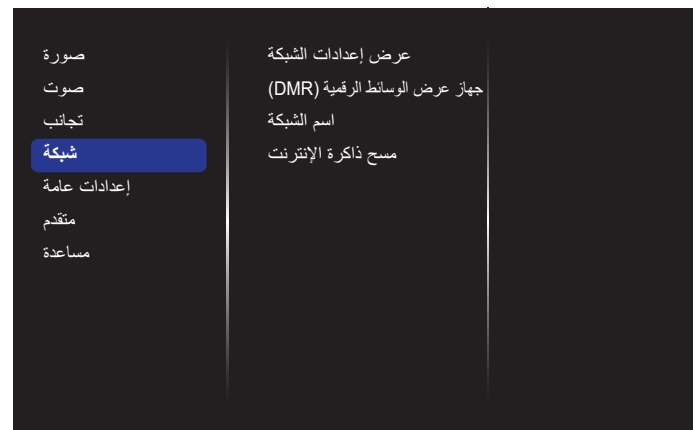 صورة
صوت
تجانب
شبكة
إعدادات عامة
متقدم
مساعدة
عرض إعدادات الشبكة
جهاز عرض الوسائط الرقمية (DMR)
اسم الشبكة
مسح ذاكرة الإنترنت